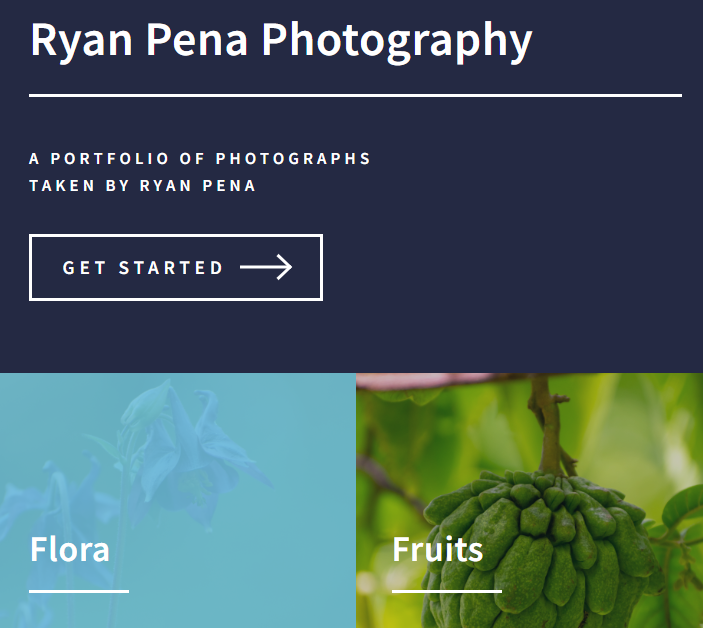 Ryan Pena Photography
A PORTFOLIO OF PHOTOGRAPHS
TAKEN BY RYAN PENA
GET STARTED
Flora
Fruits